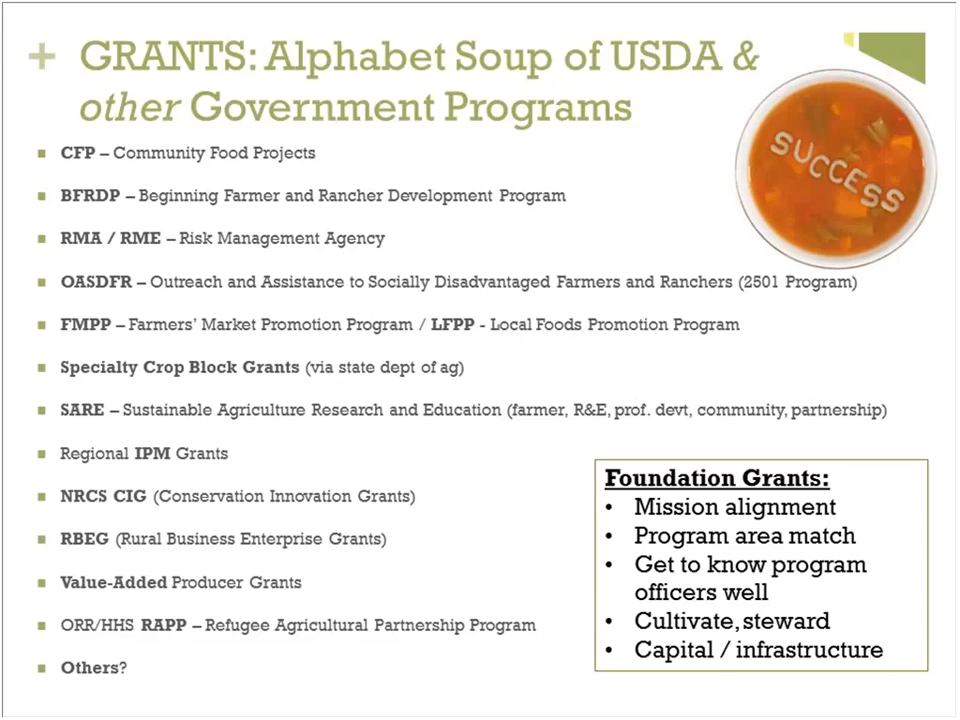 + GRANTS: Alphabet Soup of USDA &
other Government Programs
SUCCESS
▪ CFP – Community Food Projects
▪ BFRDP – Beginning Farmer and Rancher Development Program
▪ RMA / RME – Risk Management Agency
▪ OASDFR – Outreach and Assistance to Socially Disadvantaged Farmers and Ranchers (2501 Program)
▪ FMPP – Farmers’ Market Promotion Program / LFPP - Local Foods Promotion Program
▪ Specialty Crop Block Grants (via state dept of ag)
▪ SARE – Sustainable Agriculture Research and Education (farmer, R&E, prof. devt, community, partnership)
▪ Regional IPM Grants
▪ NRCS CIG (Conservation Innovation Grants)
▪ RBEG (Rural Business Enterprise Grants)
▪ Value-Added Producer Grants
▪ ORR/HHS RAPP – Refugee Agricultural Partnership Program
▪ Others?
Foundation Grants:
• Mission alignment
• Program area match
• Get to know program
officers well
• Cultivate, steward
• Capital / infrastructure